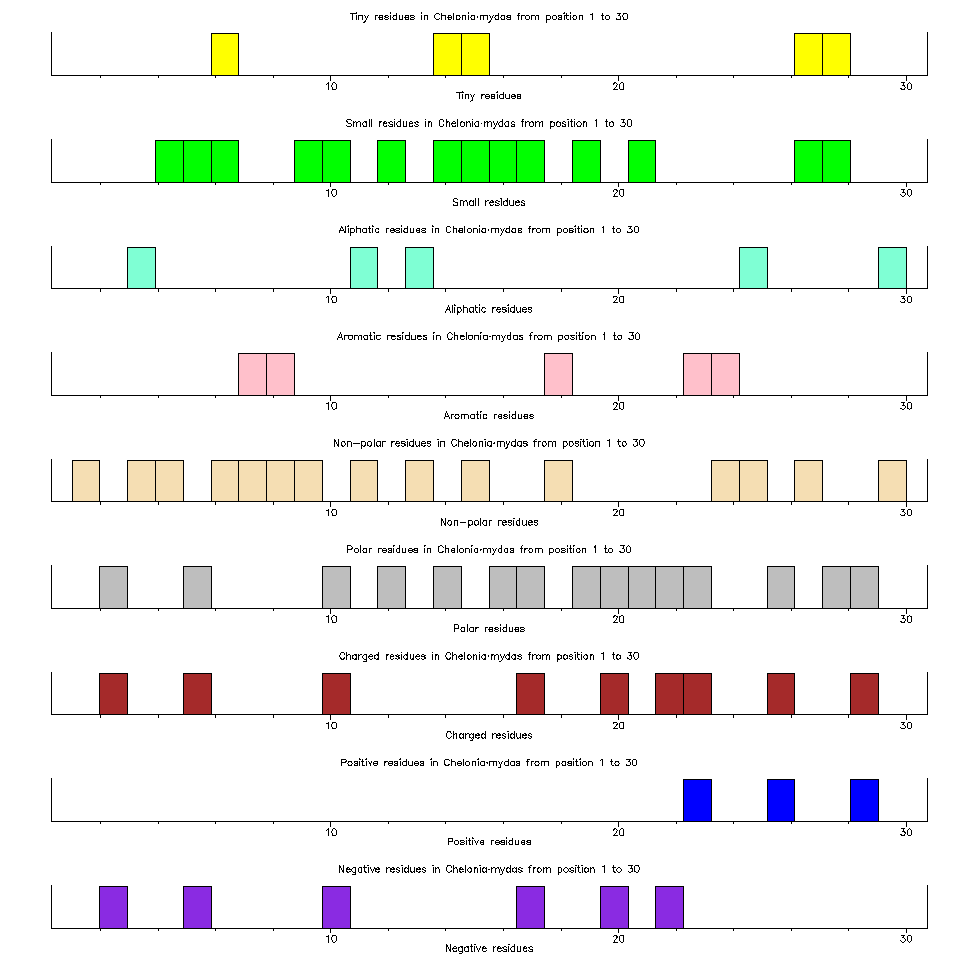 Tiny residues in Chelonia-mydas from position 1 to 30
10 20 30
Tiny residues
Small residues in Chelonia-mydas from position 1 to 30
10 20 30
Small residues
Aliphatic residues in Chelonia-mydas from position 1 to 30
10 20 30
Aliphatic residues
Aromatic residues in Chelonia-mydas from position 1 to 30
10 20 30
Aromatic residues
Non-polar residues in Chelonia-mydas from position 1 to 30
10 20 30
Non-polar residues
Polar residues in Chelonia-mydas from position 1 to 30
10 20 30
Polar residues
Charged residues in Chelonia-mydas from position 1 to 30
10 20 30
Charged residues
Positive residues in Chelonia-mydas from position 1 to 30
10 20 30
Positive residues
Negative residues in Chelonia-mydas from position 1 to 30
10 20 30
Negative residues